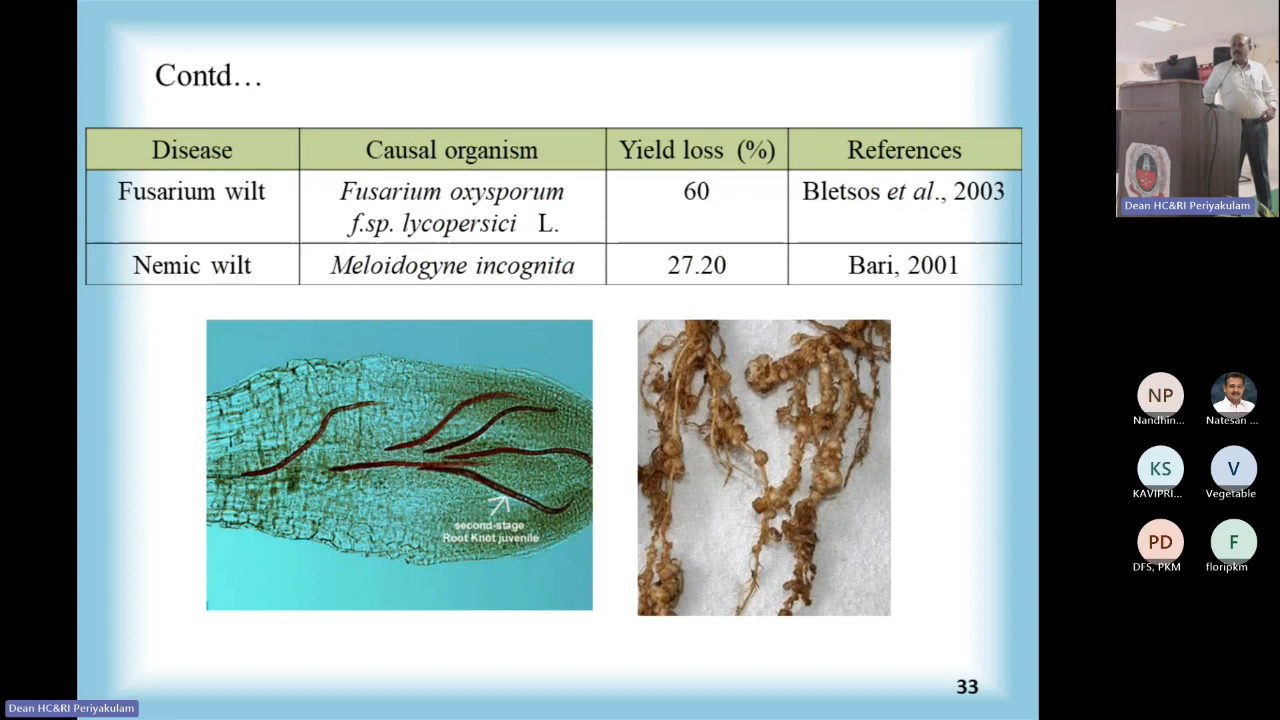 Contd…
Disease Causal organism Yield loss (%) References
Fusarium wilt Fusarium oxysporum f.sp. lycopersici L. 60 Bletsos et al., 2003
Nemic wilt Meloidogyne incognita 27.20 Bari, 2001
second-stage
Root Knot juvenile
33
Dean HC&RI Periyakulam
NP
Nandhin...
Natesan ...
KS
KAVIPRI...
V
Vegetable
PD
DFS, PKM
F
floripkm
Dean HC&RI Periyakulam